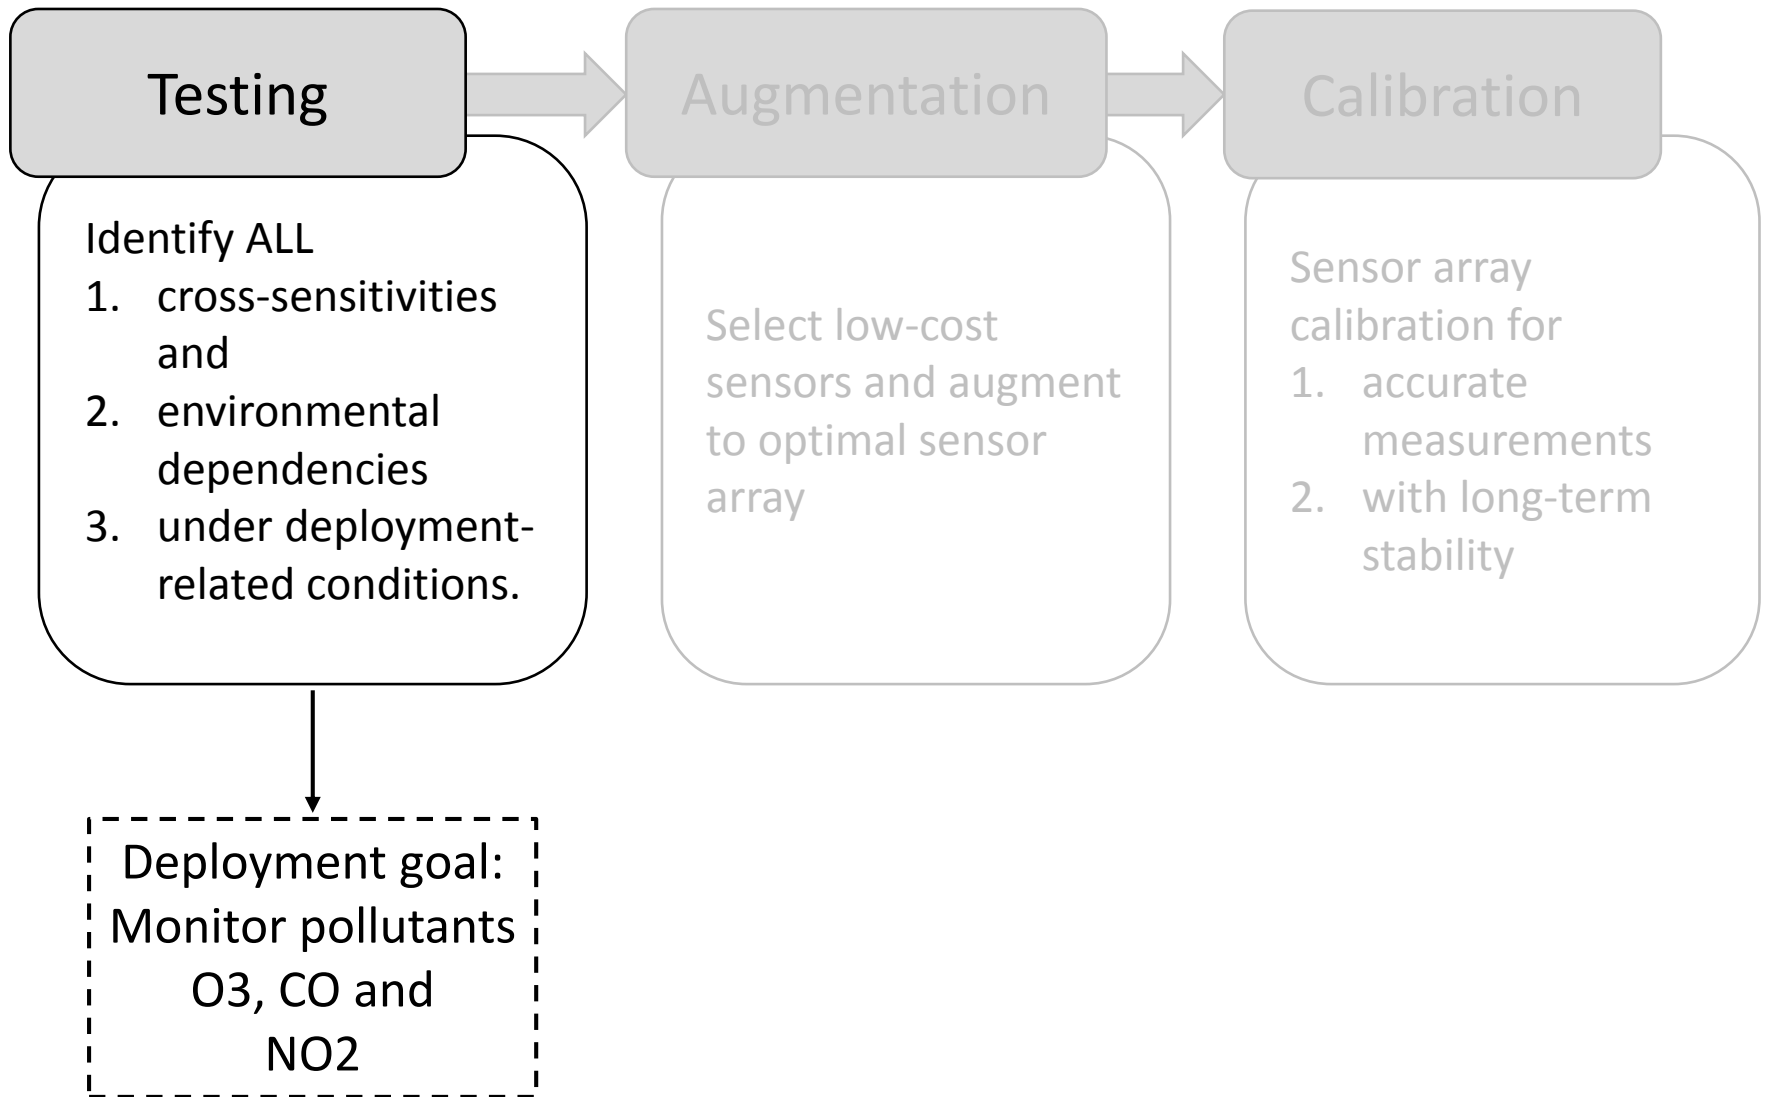 Testing
Augmentation
Calibration
Identify ALL
1. cross-sensitivities
and
2. environmental
dependencies
3. under deployment-
related conditions.
Select low-cost
sensors and augment
to optimal sensor
array
Sensor array
calibration for
1. accurate
measurements
2. with long-term
stability
Deployment goal:
Monitor pollutants
O3, CO and
NO2